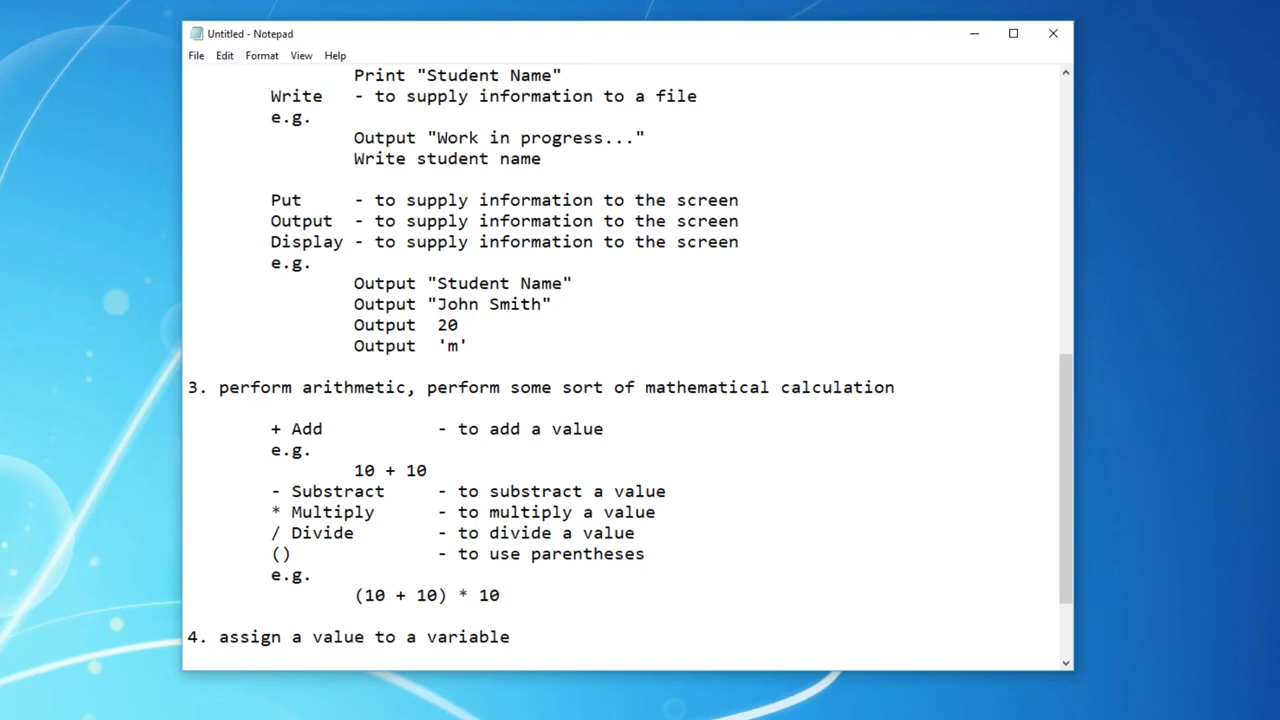 Untitled - Notepad
File Edit Format View Help
Print "Student Name"
Write - to supply information to a file
e.g.
Output "Work in progress..."
Write student name
Put - to supply information to the screen
Output - to supply information to the screen
Display - to supply information to the screen
e.g.
Output "Student Name"
Output "John Smith"
Output 20
Output 'm'
3. perform arithmetic, perform some sort of mathematical calculation
+ Add - to add a value
e.g.
10 + 10
- Substract - to substract a value
* Multiply - to multiply a value
/ Divide - to divide a value
() - to use parentheses
e.g.
(10 + 10) * 10
4. assign a value to a variable